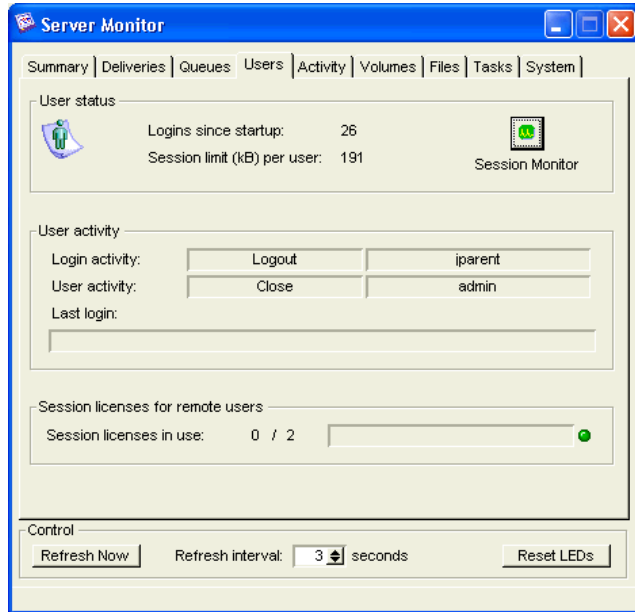 Server Monitor
Summary Deliveries Queues Users Activity Volumes Files Tasks System
User status
Logins since startup: 26
Session limit (kB) per user: 191
Session Monitor
User activity
Login activity: Logout iparent
User activity: Close admin
Last login:
Session licenses for remote users
Session licenses in use: 0 / 2
Control
Refresh Now Refresh interval: 3 seconds Reset LEDs